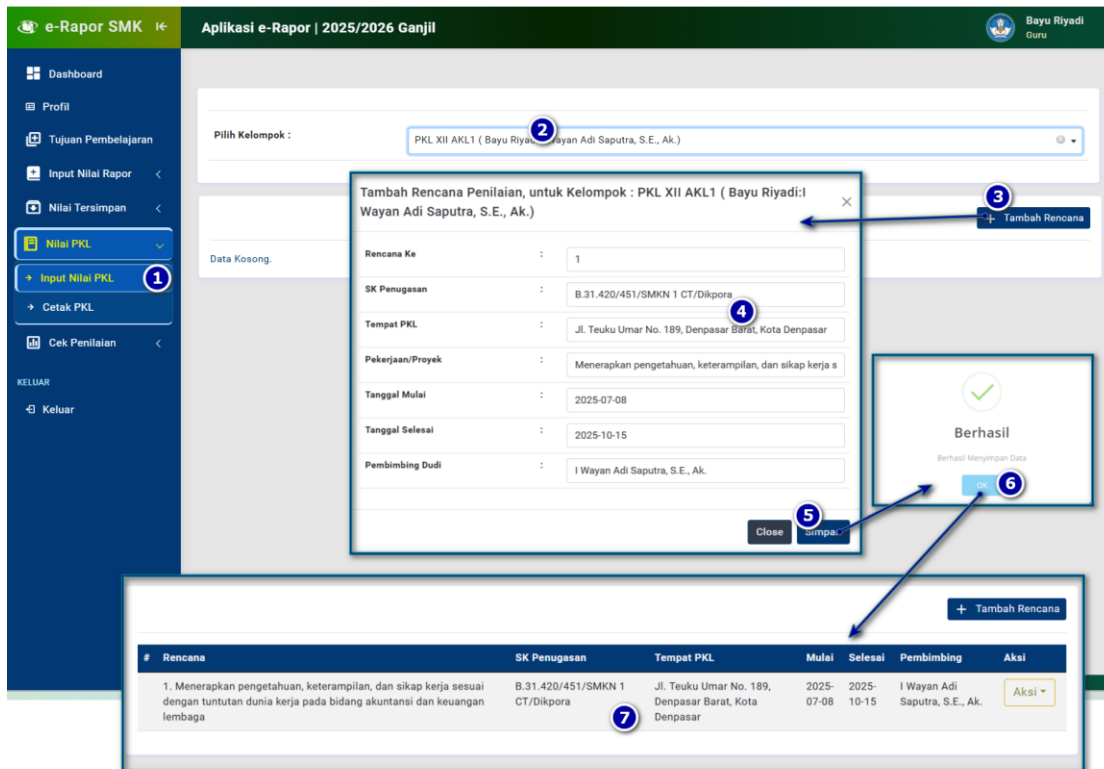 e-Rapor SMK
Aplikasi e-Rapor | 2025/2026 Ganjil
Bayu Riyadi
Guru
Dashboard
Profil
Tujuan Pembelajaran
Input Nilai Rapor
Nilai Tersimpan
Nilai PKL
Input Nilai PKL
1
Cetak PKL
Cek Penilaian
KELUAR
Keluar
Pilih Kelompok :
PKL XII AKL1 ( Bayu Adi Saputra, S.E., Ak.)
2
3
+ Tambah Rencana
Data Kosong.
Tambah Rencana Penilaian, untuk Kelompok : PKL XII AKL1 ( Bayu Riyadi:I
Wayan Adi Saputra, S.E., Ak.)
×
Rencana Ke : 1
SK Penugasan : B.31.420/451/SMKN 1 CT/Dikpora
4
Tempat PKL : Jl. Teuku Umar No. 189, Denpasar Barat, Kota Denpasar
Pekerjaan/Proyek : Menerapkan pengetahuan, keterampilan, dan sikap kerja s
Tanggal Mulai : 2025-07-08
Tanggal Selesai : 2025-10-15
Pembimbing Dudi : I Wayan Adi Saputra, S.E., Ak.
5
Close Simpan
Berhasil
Berhasil Menyimpan Data
OK
6
+ Tambah Rencana
# Rencana SK Penugasan Tempat PKL Mulai Selesai Pembimbing Aksi
1. Menerapkan pengetahuan, keterampilan, dan sikap kerja sesuai B.31.420/451/SMKN 1 Jl. Teuku Umar No. 189, 2025- 2025- I Wayan Adi Aksi
dengan tuntutan dunia kerja pada bidang akuntansi dan keuangan CT/Dikpora Denpasar Barat, Kota 07-08 10-15 Saputra, S.E., Ak.
lembaga Denpasar
7